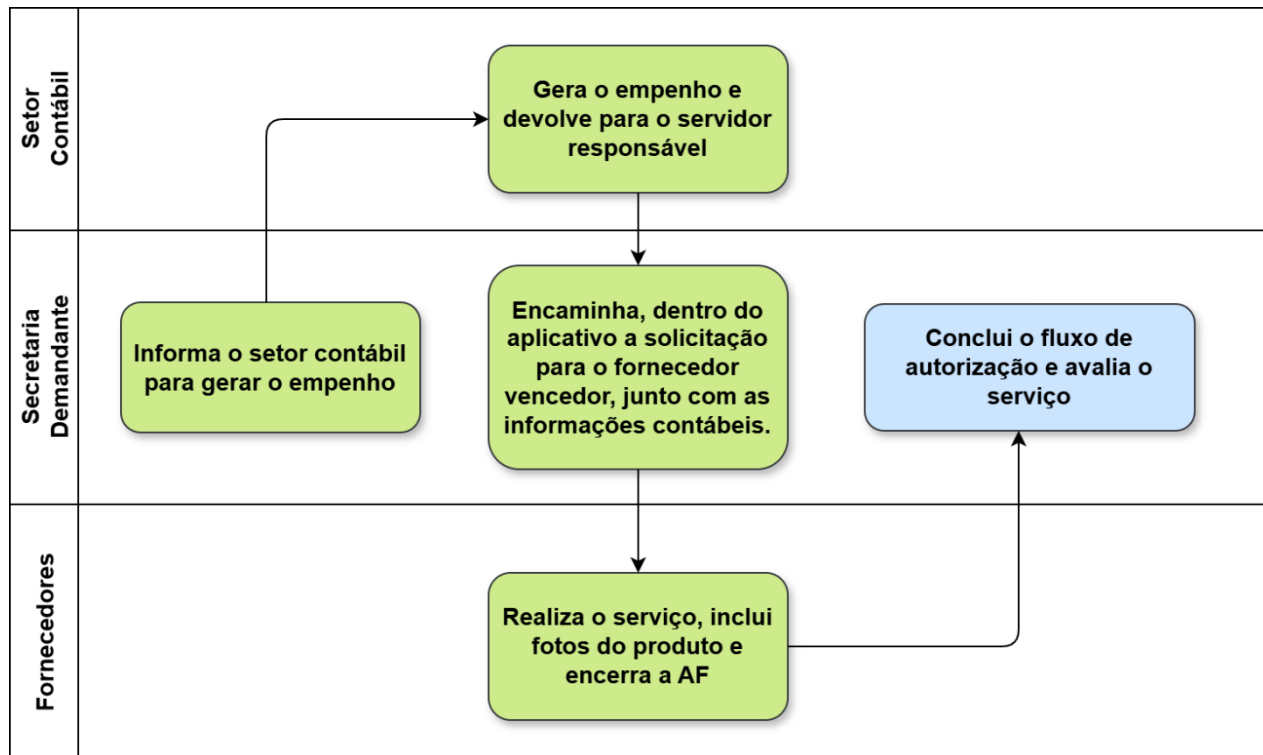 Setor
Contábil
Gera o empenho e
devolve para o servidor
responsável
Secretaria
Demandante
Informa o setor contábil
para gerar o empenho
Encaminha, dentro do
aplicativo a solicitação
para o fornecedor
vencedor, junto com as
informações contábeis.
Conclui o fluxo de
autorização e avalia o
serviço
Fornecedores
Realiza o serviço, inclui
fotos do produto e
encerra a AF